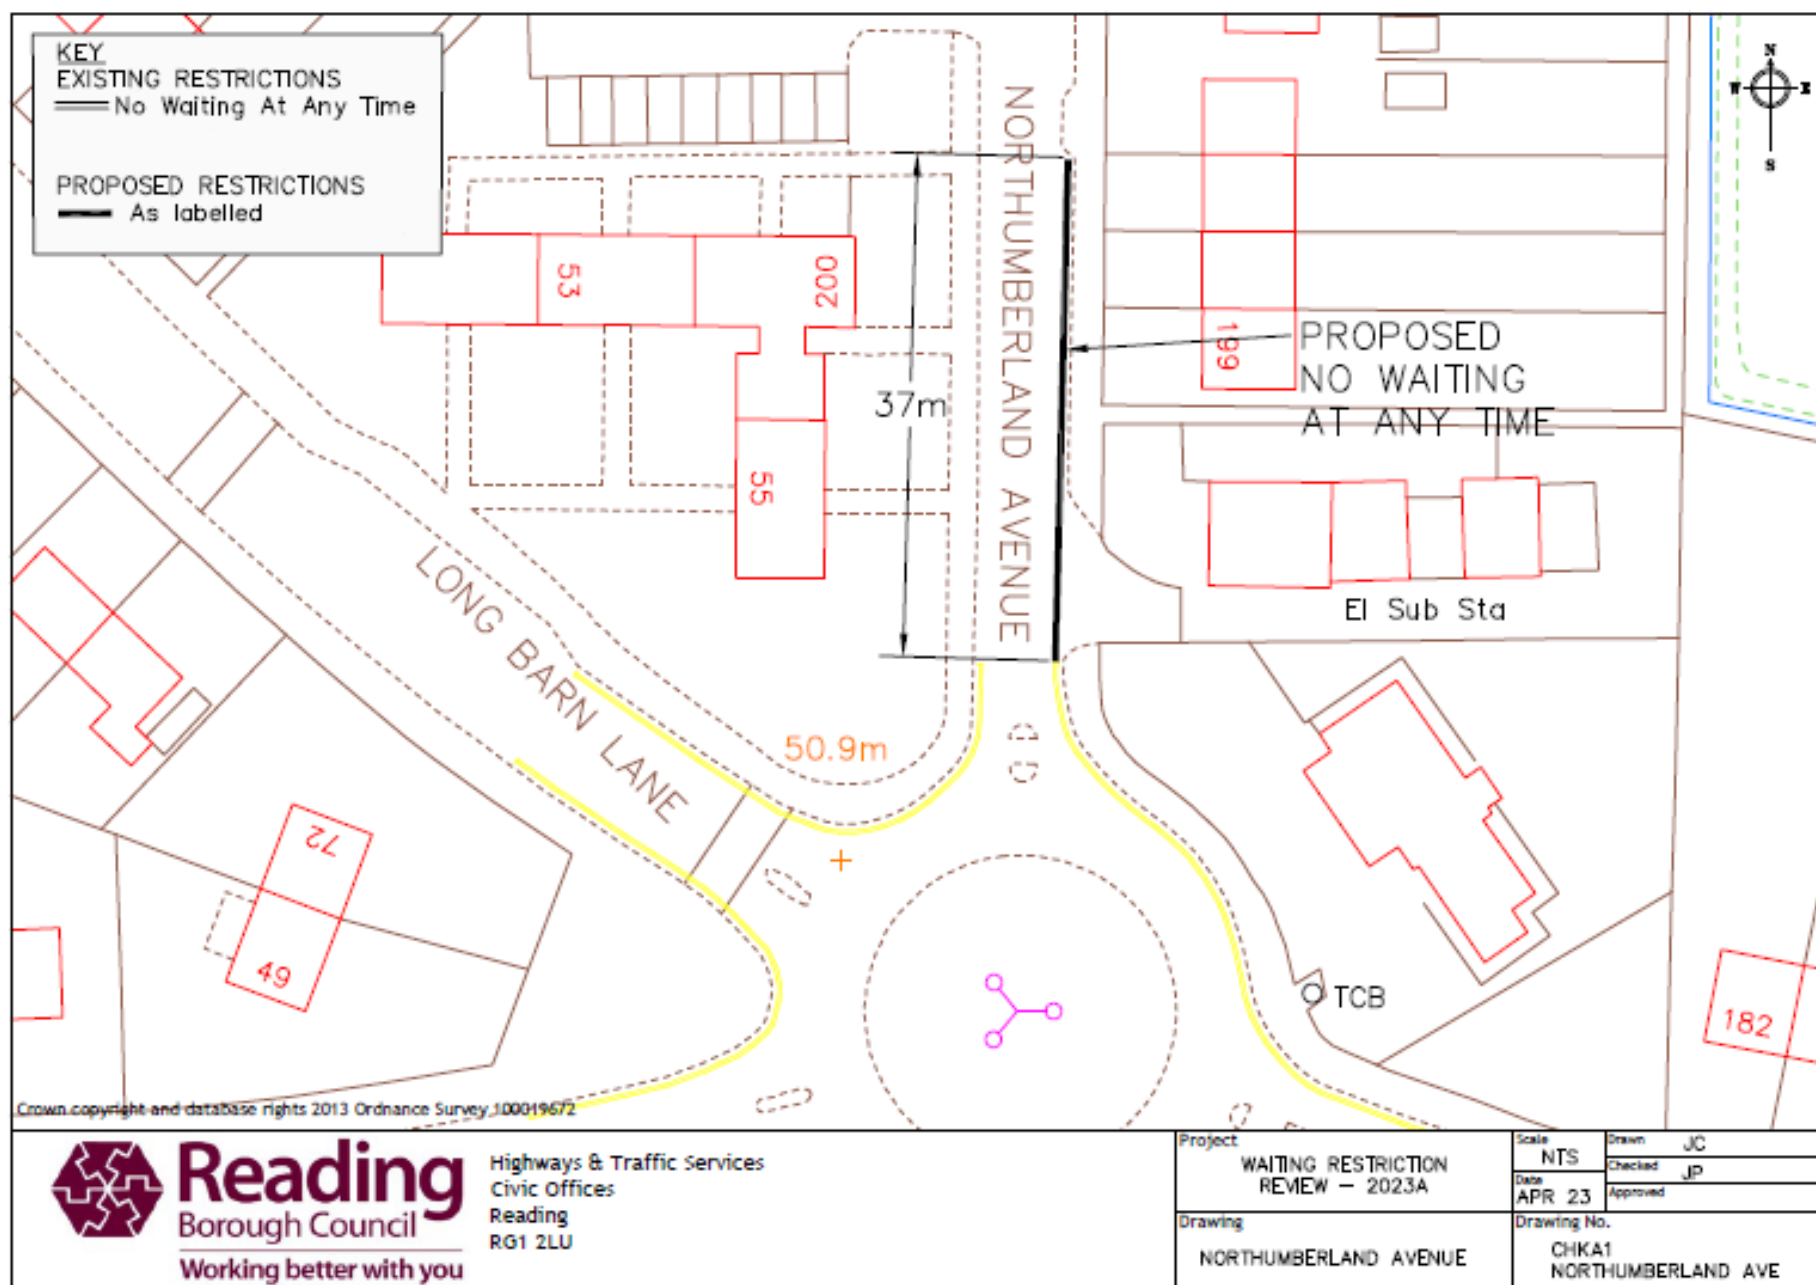 KEY
EXISTING RESTRICTIONS
No Waiting At Any Time
PROPOSED RESTRICTIONS
As labelled
N
W
E
S
NORTHUMBERLAND AVENUE
53
200
55
37m
199
PROPOSED
NO WAITING
AT ANY TIME
El Sub Sta
LONG BARN LANE
50.9m
72
49
TCB
182
Crown copyright and database rights 2013 Ordnance Survey 100019672
Reading
Borough Council
Working better with you
Highways & Traffic Services
Civic Offices
Reading
RG1 2LU
Project
WAITING RESTRICTION
REVIEW - 2023A
Drawing
NORTHUMBERLAND AVENUE
Scale
NTS
Date
APR 23
Drawn JC
Checked JP
Approved
Drawing No.
CHKA1
NORTHUMBERLAND AVE